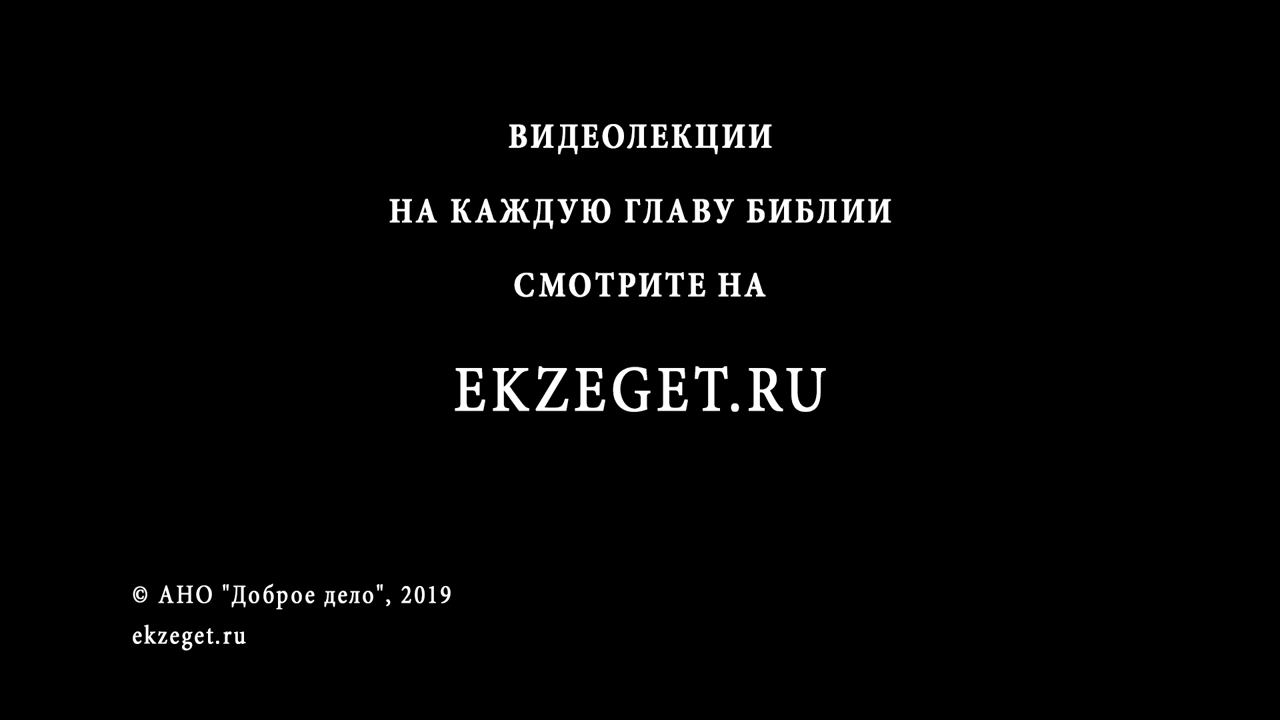 ВИДЕОЛЕКЦИИ
НА КАЖДУЮ ГЛАВУ БИБЛИИ
СМОТРИТЕ НА
EKZEGET.RU
© АНО "Доброе дело", 2019
ekzeget.ru